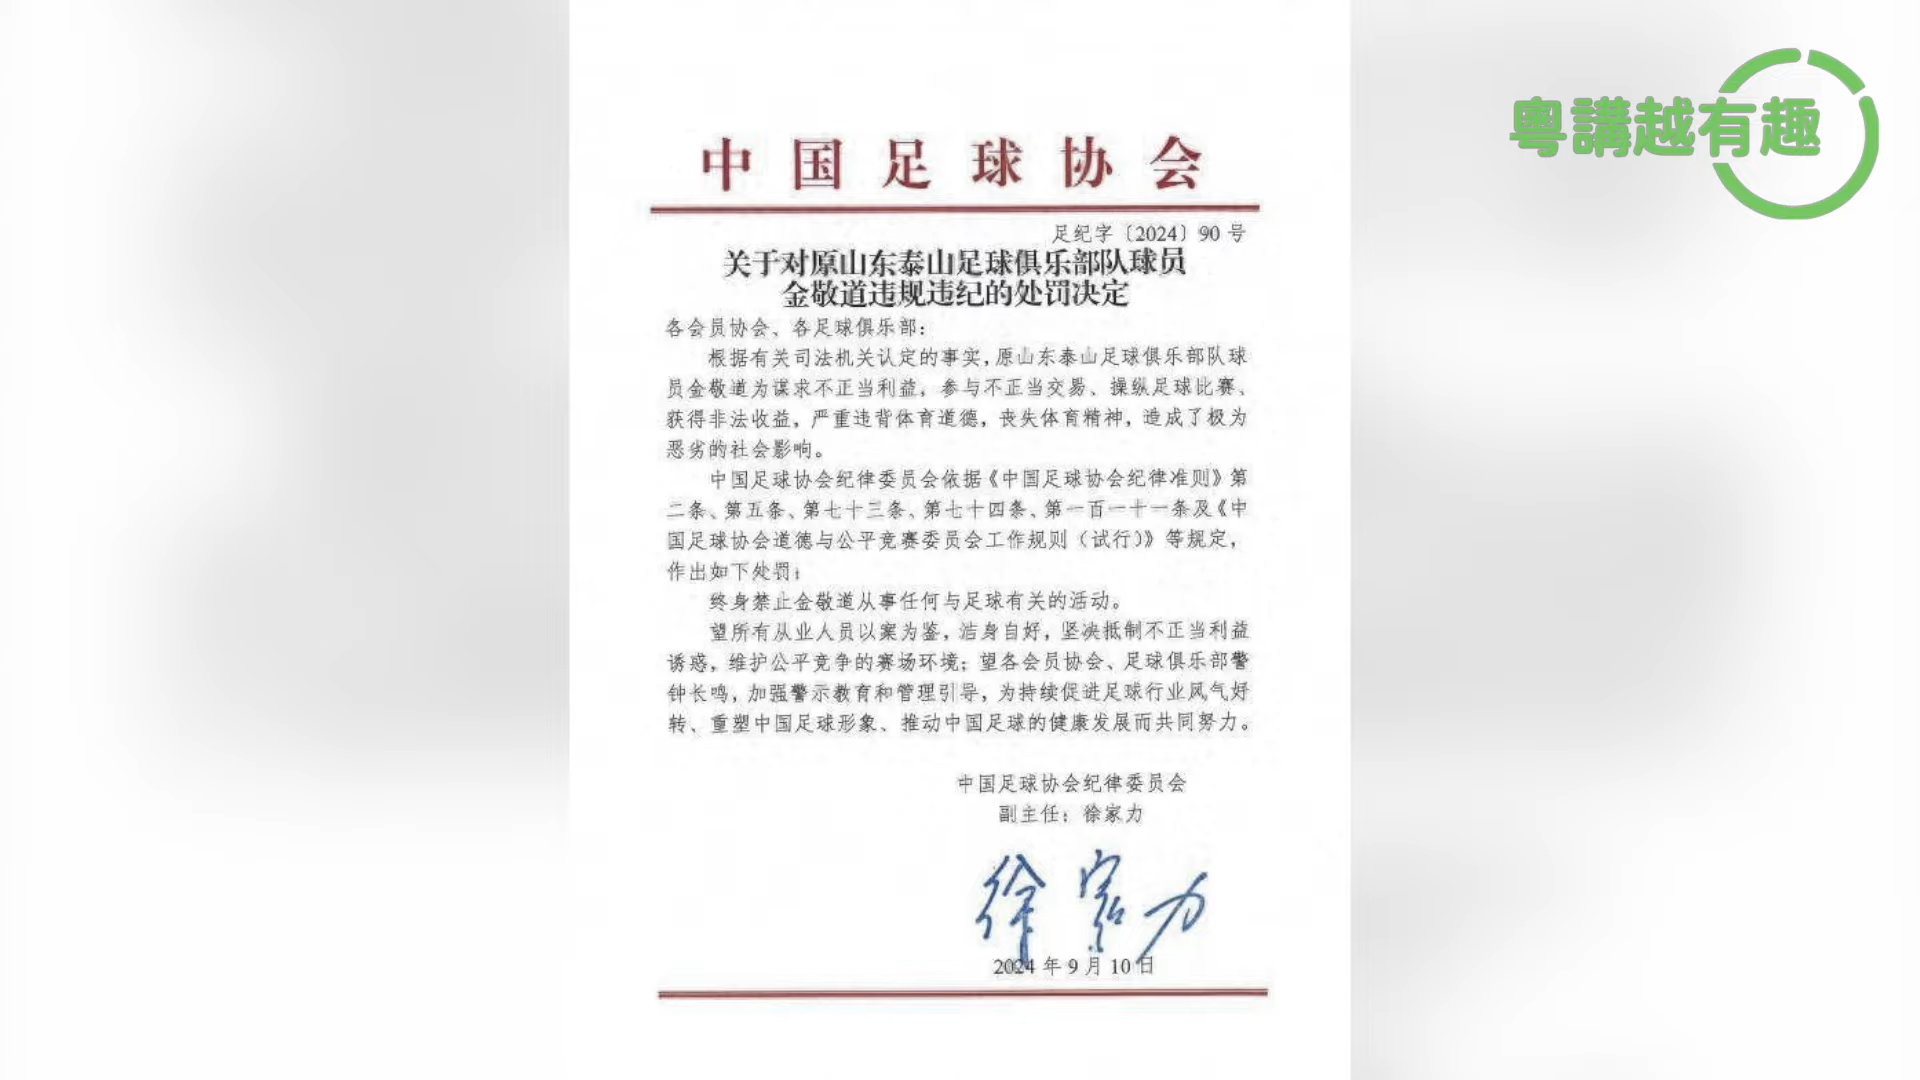 粤講越有趣
中国足球协会
足纪字〔2024〕90号
关于对原山东泰山足球俱乐部队球员
金敬道违规违纪的处罚决定
各会员协会、各足球俱乐部:
根据有关司法机关认定的事实,原山东泰山足球俱乐部队球
员金敬道为谋求不正当利益,参与不正当交易、操纵足球比赛、
获得非法收益,严重违背体育道德,丧失体育精神,造成了极为
恶劣的社会影响。
中国足球协会纪律委员会依据《中国足球协会纪律准则》第
二条、第五条、第七十三条、第七十四条、第一百一十一条及《中
国足球协会道德与公平竞赛委员会工作规则(试行)》等规定,
作出如下处罚:
终身禁止金敬道从事任何与足球有关的活动。
望所有从业人员以案为鉴,洁身自好,坚决抵制不正当利益
诱惑,维护公平竞争的赛场环境;望各会员协会、足球俱乐部警
钟长鸣,加强警示教育和管理引导,为持续促进足球行业风气好
转、重塑中国足球形象、推动中国足球的健康发展而共同努力。
中国足球协会纪律委员会
副主任:徐家力
徐家力
2024年9月10日